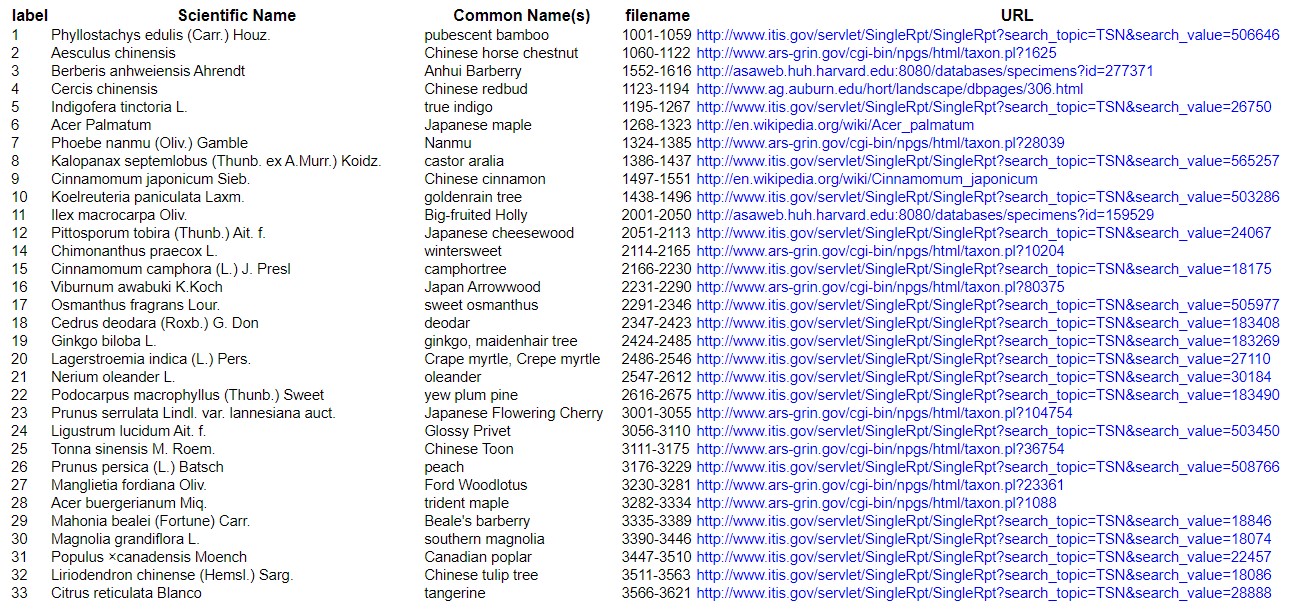 label Scientific Name Common Name(s) filename URL
1 Phyllostachys edulis (Carr.) Houz. pubescent bamboo 1001-1059 http://www.itis.gov/servlet/SingleRpt/SingleRpt?search_topic=TSN&search_value=506646
2 Aesculus chinensis Chinese horse chestnut 1060-1122 http://www.ars-grin.gov/cgi-bin/npgs/html/taxon.pl?1625
3 Berberis anhweiensis Ahrendt Anhui Barberry 1552-1616 http://asaweb.huh.harvard.edu:8080/databases/specimens?id=277371
4 Cercis chinensis Chinese redbud 1123-1194 http://www.ag.auburn.edu/hort/landscape/dbpages/306.html
5 Indigofera tinctoria L. true indigo 1195-1267 http://www.itis.gov/servlet/SingleRpt/SingleRpt?search_topic=TSN&search_value=26750
6 Acer Palmatum Japanese maple 1268-1323 http://en.wikipedia.org/wiki/Acer_palmatum
7 Phoebe nanmu (Oliv.) Gamble Nanmu 1324-1385 http://www.ars-grin.gov/cgi-bin/npgs/html/taxon.pl?28039
8 Kalopanax septemlobus (Thunb. ex A.Murr.) Koidz. castor aralia 1386-1437 http://www.itis.gov/servlet/SingleRpt/SingleRpt?search_topic=TSN&search_value=565257
9 Cinnamomum japonicum Sieb. Chinese cinnamon 1497-1551 http://en.wikipedia.org/wiki/Cinnamomum_japonicum
10 Koelreuteria paniculata Laxm. goldenrain tree 1438-1496 http://www.itis.gov/servlet/SingleRpt/SingleRpt?search_topic=TSN&search_value=503286
11 Ilex macrocarpa Oliv. Big-fruited Holly 2001-2050 http://asaweb.huh.harvard.edu:8080/databases/specimens?id=159529
12 Pittosporum tobira (Thunb.) Ait. f. Japanese cheesewood 2051-2113 http://www.itis.gov/servlet/SingleRpt/SingleRpt?search_topic=TSN&search_value=24067
14 Chimonanthus praecox L. wintersweet 2114-2165 http://www.ars-grin.gov/cgi-bin/npgs/html/taxon.pl?10204
15 Cinnamomum camphora (L.) J. Presl camphortree 2166-2230 http://www.itis.gov/servlet/SingleRpt/SingleRpt?search_topic=TSN&search_value=18175
16 Viburnum awabuki K.Koch Japan Arrowwood 2231-2290 http://www.ars-grin.gov/cgi-bin/npgs/html/taxon.pl?80375
17 Osmanthus fragrans Lour. sweet osmanthus 2291-2346 http://www.itis.gov/servlet/SingleRpt/SingleRpt?search_topic=TSN&search_value=505977
18 Cedrus deodara (Roxb.) G. Don deodar 2347-2423 http://www.itis.gov/servlet/SingleRpt/SingleRpt?search_topic=TSN&search_value=183408
19 Ginkgo biloba L. ginkgo, maidenhair tree 2424-2485 http://www.itis.gov/servlet/SingleRpt/SingleRpt?search_topic=TSN&search_value=183269
20 Lagerstroemia indica (L.) Pers. Crape myrtle, Crepe myrtle 2486-2546 http://www.itis.gov/servlet/SingleRpt/SingleRpt?search_topic=TSN&search_value=27110
21 Nerium oleander L. oleander 2547-2612 http://www.itis.gov/servlet/SingleRpt/SingleRpt?search_topic=TSN&search_value=30184
22 Podocarpus macrophyllus (Thunb.) Sweet yew plum pine 2616-2675 http://www.itis.gov/servlet/SingleRpt/SingleRpt?search_topic=TSN&search_value=183490
23 Prunus serrulata Lindl. var. lannesiana auct. Japanese Flowering Cherry 3001-3055 http://www.ars-grin.gov/cgi-bin/npgs/html/taxon.pl?104754
24 Ligustrum lucidum Ait. f. Glossy Privet 3056-3110 http://www.itis.gov/servlet/SingleRpt/SingleRpt?search_topic=TSN&search_value=503450
25 Tonna sinensis M. Roem. Chinese Toon 3111-3175 http://www.ars-grin.gov/cgi-bin/npgs/html/taxon.pl?36754
26 Prunus persica (L.) Batsch peach 3176-3229 http://www.itis.gov/servlet/SingleRpt/SingleRpt?search_topic=TSN&search_value=508766
27 Manglietia fordiana Oliv. Ford Woodlotus 3230-3281 http://www.ars-grin.gov/cgi-bin/npgs/html/taxon.pl?23361
28 Acer buergerianum Miq. trident maple 3282-3334 http://www.ars-grin.gov/cgi-bin/npgs/html/taxon.pl?1088
29 Mahonia bealei (Fortune) Carr. Beale's barberry 3335-3389 http://www.itis.gov/servlet/SingleRpt/SingleRpt?search_topic=TSN&search_value=18846
30 Magnolia grandiflora L. southern magnolia 3390-3446 http://www.itis.gov/servlet/SingleRpt/SingleRpt?search_topic=TSN&search_value=18074
31 Populus ×canadensis Moench Canadian poplar 3447-3510 http://www.itis.gov/servlet/SingleRpt/SingleRpt?search_topic=TSN&search_value=22457
32 Liriodendron chinense (Hemsl.) Sarg. Chinese tulip tree 3511-3563 http://www.itis.gov/servlet/SingleRpt/SingleRpt?search_topic=TSN&search_value=18086
33 Citrus reticulata Blanco tangerine 3566-3621 http://www.itis.gov/servlet/SingleRpt/SingleRpt?search_topic=TSN&search_value=28888